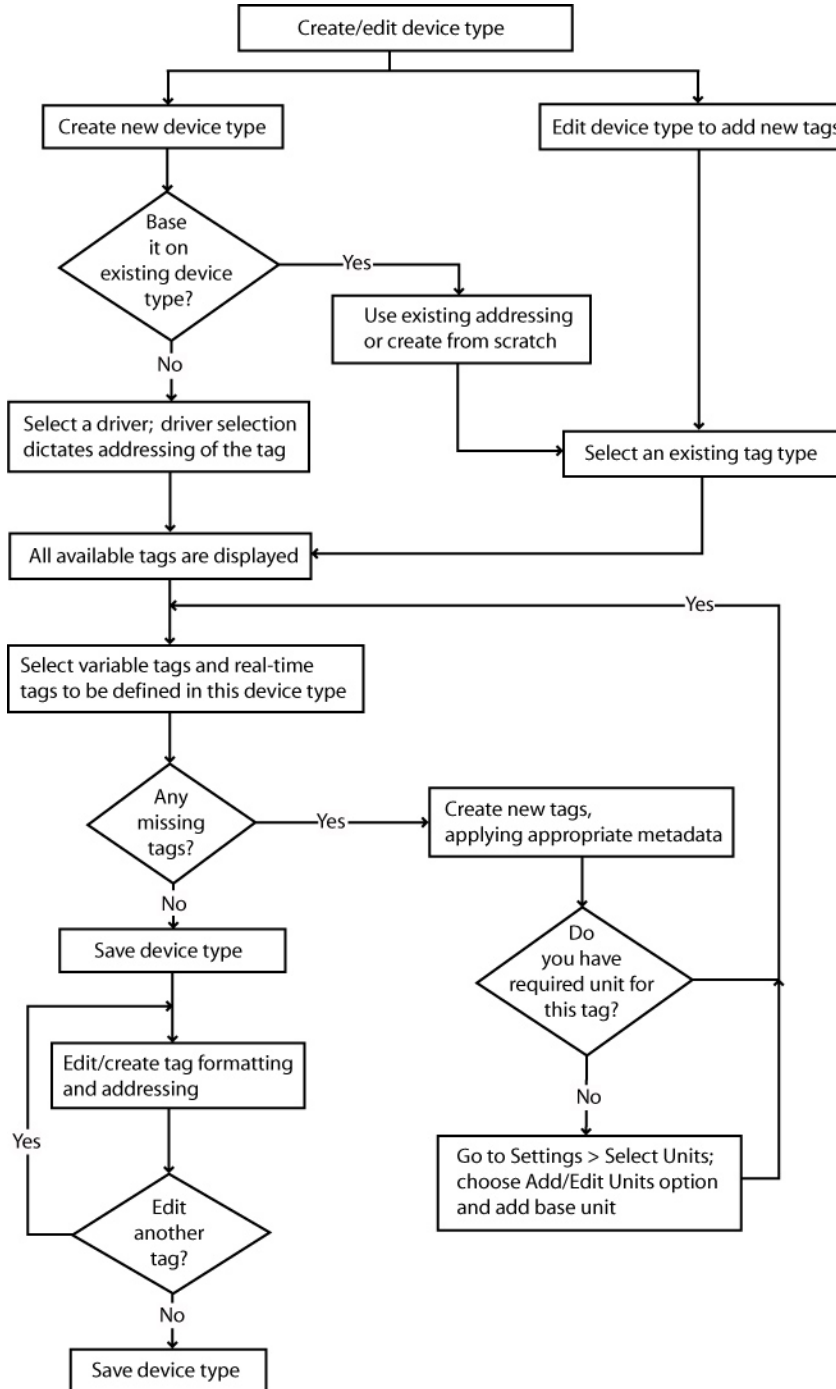 Create/edit device type
Create new device type
Edit device type to add new tags
Base
it on
existing device
type?
Yes
Use existing addressing
or create from scratch
No
Select a driver; driver selection
dictates addressing of the tag
Select an existing tag type
All available tags are displayed
Yes
Select variable tags and real-time
tags to be defined in this device type
Any
missing
tags?
Yes
Create new tags,
applying appropriate metadata
No
Save device type
Do
you have
required unit for
this tag?
Edit/create tag formatting
and addressing
No
Yes
Go to Settings > Select Units;
choose Add/Edit Units option
and add base unit
Edit
another
tag?
No
Save device type